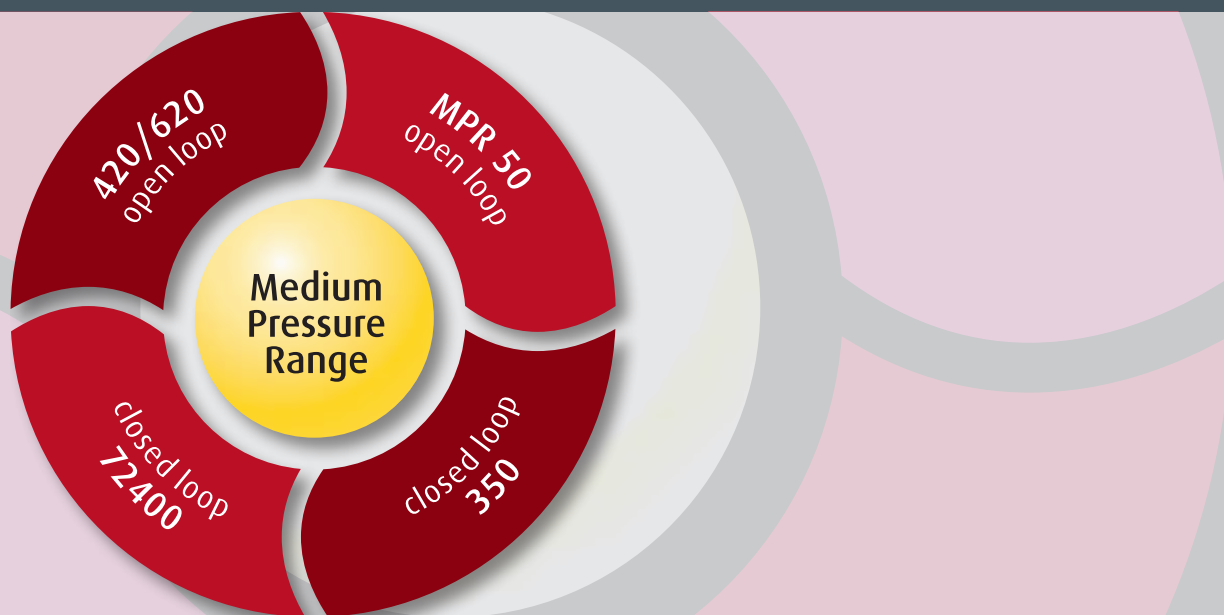 420/620
open loop
MPR 50
open loop
Medium
Pressure
Range
closed loop
72400
closed loop
350